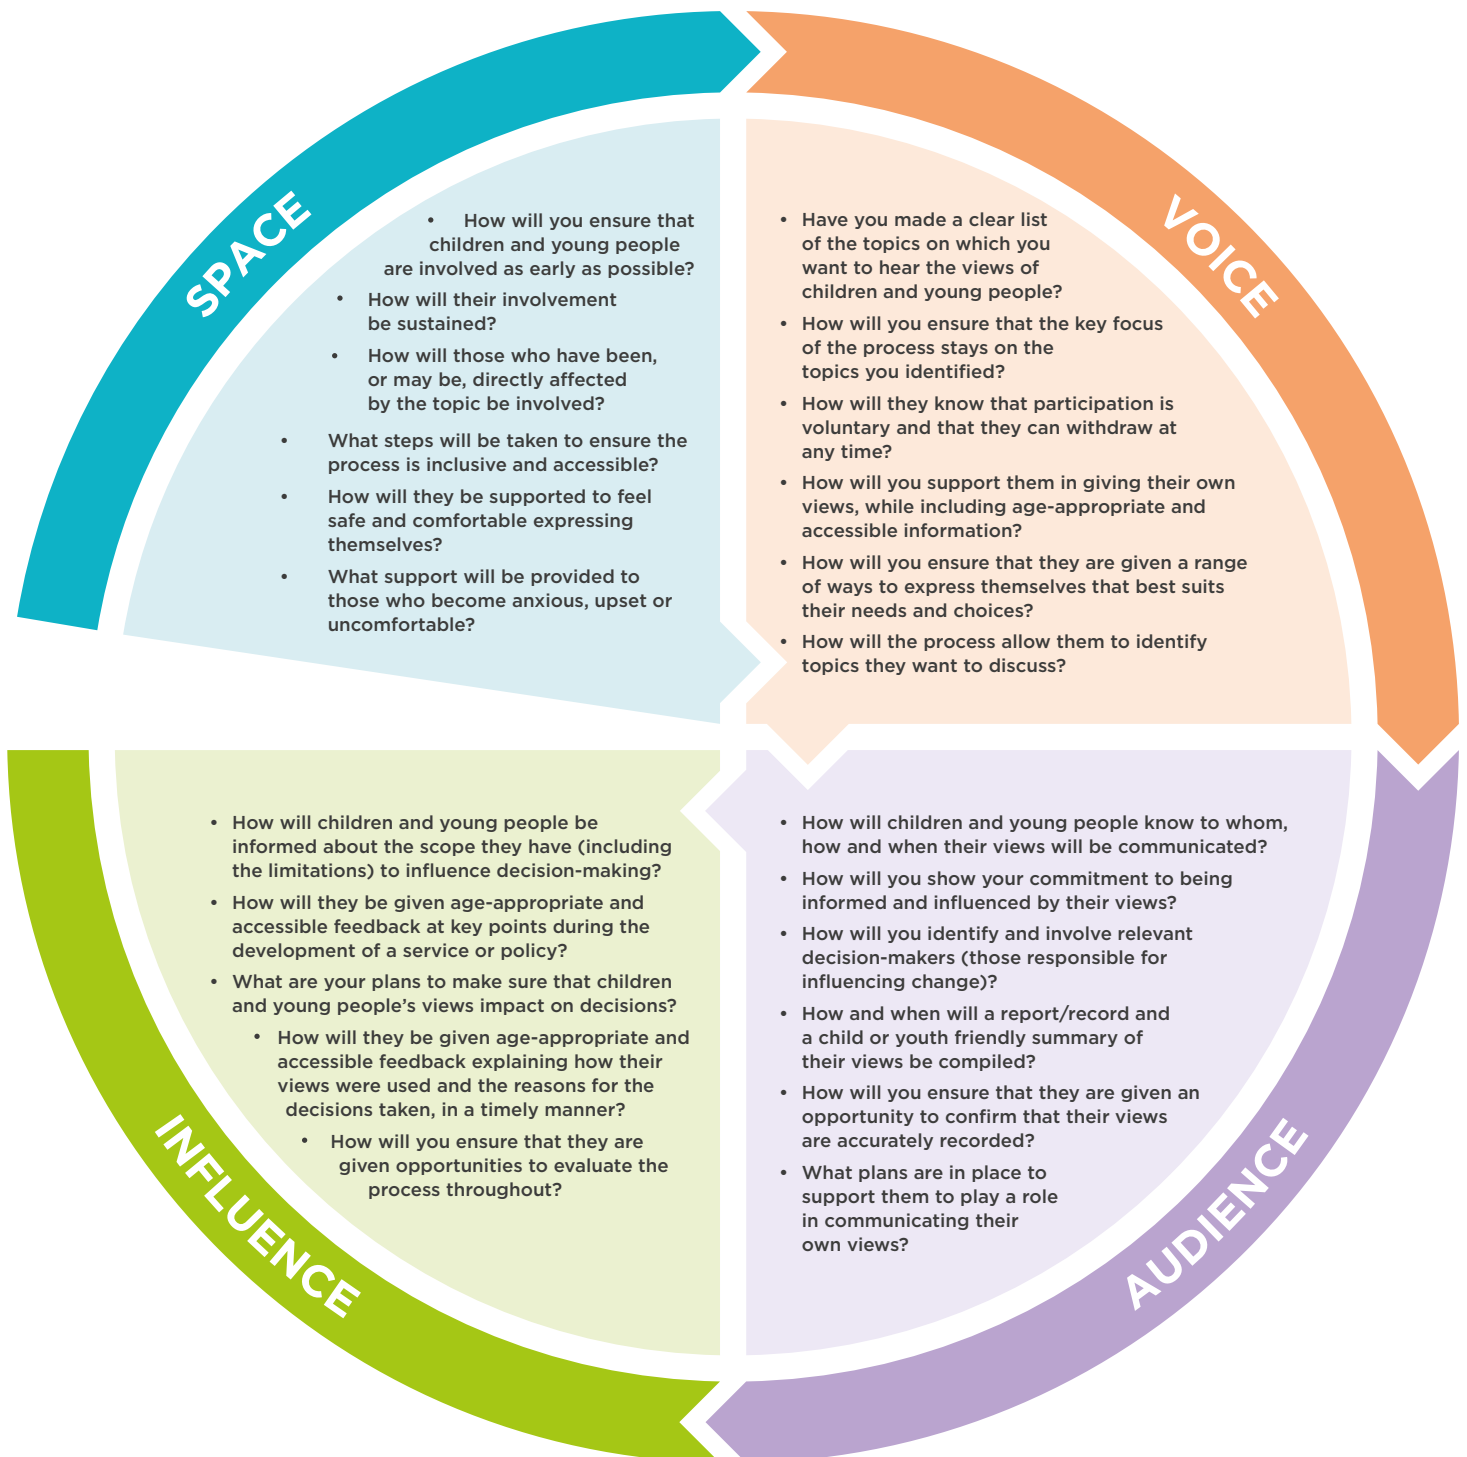 SPACE
• How will you ensure that
children and young people
are involved as early as possible?
• How will their involvement
be sustained?
• How will those who have been,
or may be, directly affected
by the topic be involved?
• What steps will be taken to ensure the
process is inclusive and accessible?
• How will they be supported to feel
safe and comfortable expressing
themselves?
• What support will be provided to
those who become anxious, upset or
uncomfortable?
VOICE
• Have you made a clear list
of the topics on which you
want to hear the views of
children and young people?
• How will you ensure that the key focus
of the process stays on the
topics you identified?
• How will they know that participation is
voluntary and that they can withdraw at
any time?
• How will you support them in giving their own
views, while including age-appropriate and
accessible information?
• How will you ensure that they are given a range
of ways to express themselves that best suits
their needs and choices?
• How will the process allow them to identify
topics they want to discuss?
AUDIENCE
• How will children and young people know to whom,
how and when their views will be communicated?
• How will you show your commitment to being
informed and influenced by their views?
• How will you identify and involve relevant
decision-makers (those responsible for
influencing change)?
• How and when will a report/record and
a child or youth friendly summary of
their views be compiled?
• How will you ensure that they are given an
opportunity to confirm that their views
are accurately recorded?
• What plans are in place to
support them to play a role
in communicating their
own views?
INFLUENCE
• How will children and young people be
informed about the scope they have (including
the limitations) to influence decision-making?
• How will they be given age-appropriate and
accessible feedback at key points during the
development of a service or policy?
• What are your plans to make sure that children
and young people’s views impact on decisions?
• How will they be given age-appropriate and
accessible feedback explaining how their
views were used and the reasons for the
decisions taken, in a timely manner?
• How will you ensure that they are
given opportunities to evaluate the
process throughout?